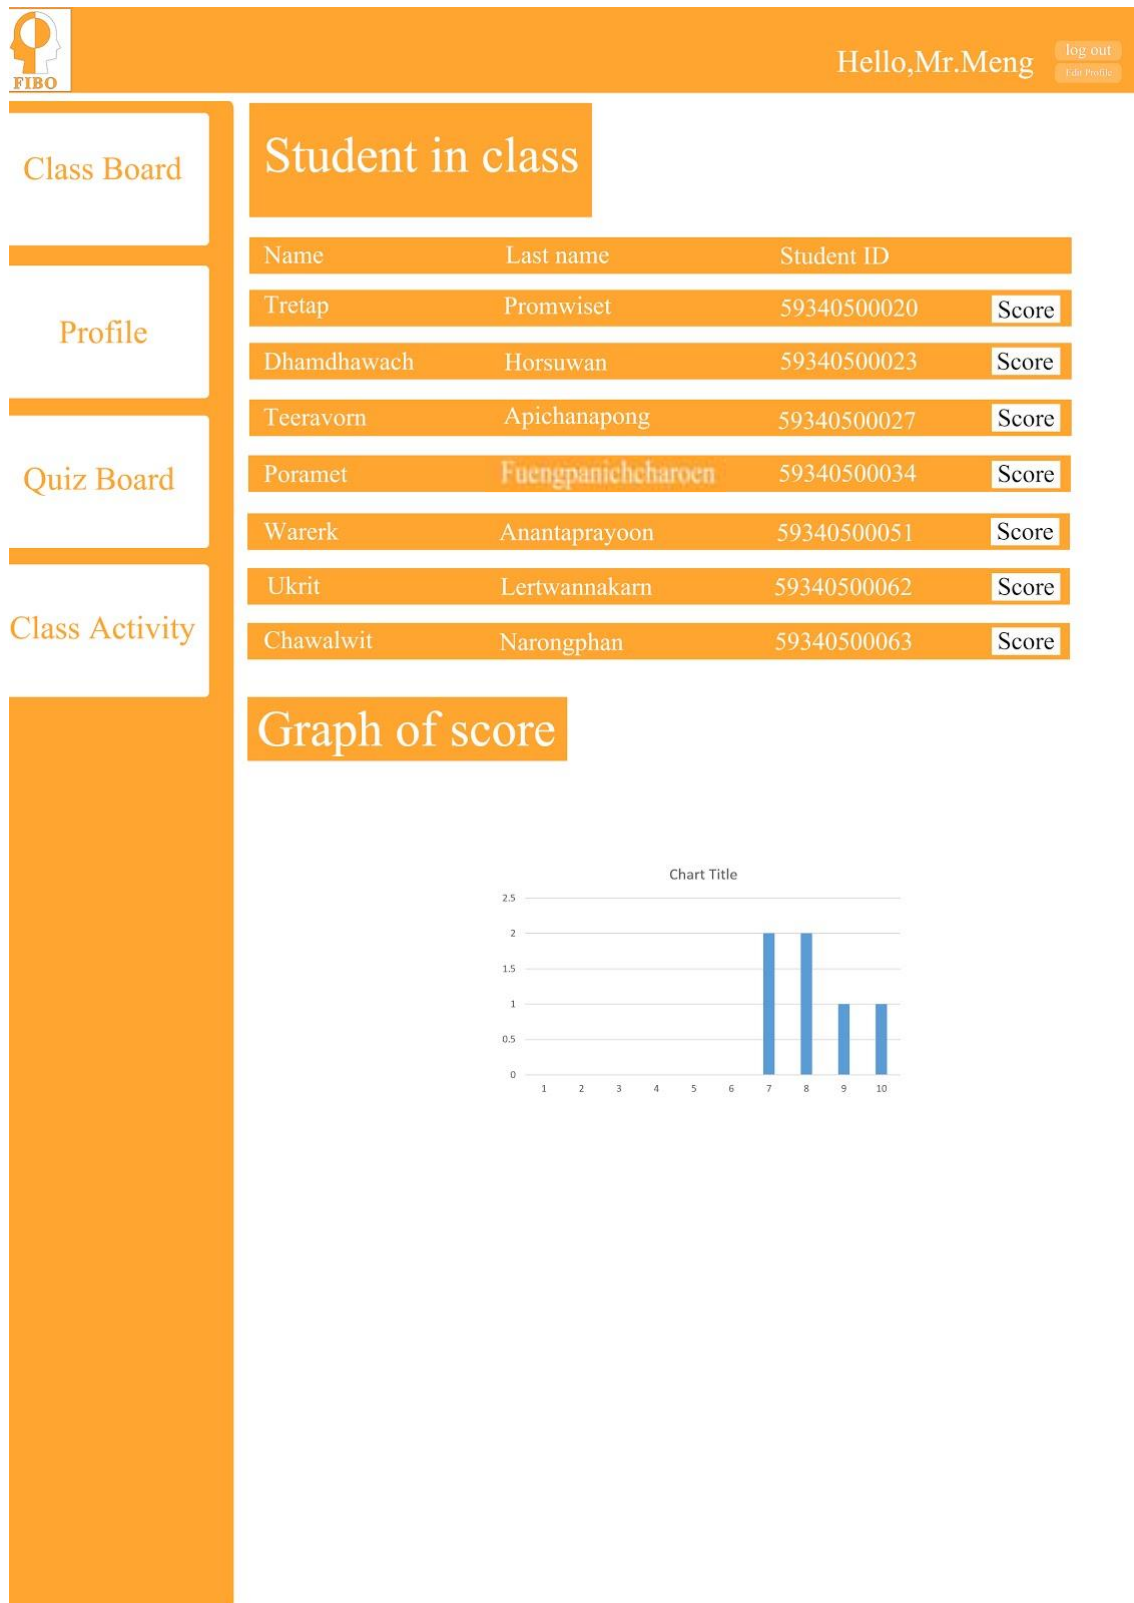 FIBO
Hello,Mr.Meng
log out
Edit Profile
Class Board
Profile
Quiz Board
Class Activity
Student in class
Name Last name Student ID
Tretap Promwiset 59340500020 Score
Dhamdhawach Horsuwan 59340500023 Score
Teeravorn Apichanapong 59340500027 Score
Poramet Fuengpanichcharoen 59340500034 Score
Warerk Anantaprayoon 59340500051 Score
Ukrit Lertwannakarn 59340500062 Score
Chawalwit Narongphan 59340500063 Score
Graph of score
Chart Title
2.5
2
1.5
1
0.5
0
1 2 3 4 5 6 7 8 9 10